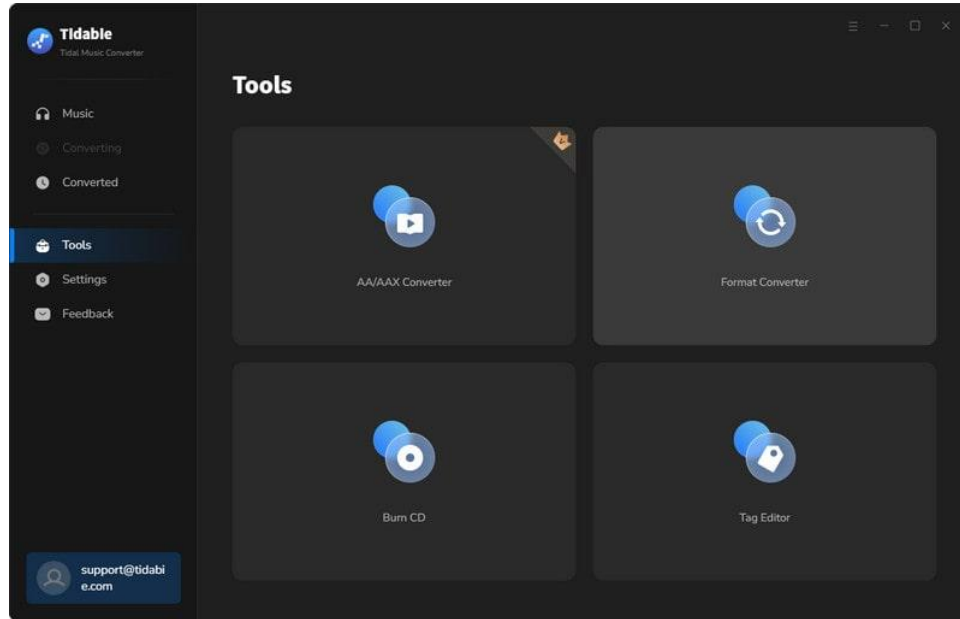 Tidable
Tidal Music Converter
Music
Converting
Converted
Tools
Settings
Feedback
support@tidabi
e.com
Tools
AA/AAX Converter
Format Converter
Burn CD
Tag Editor